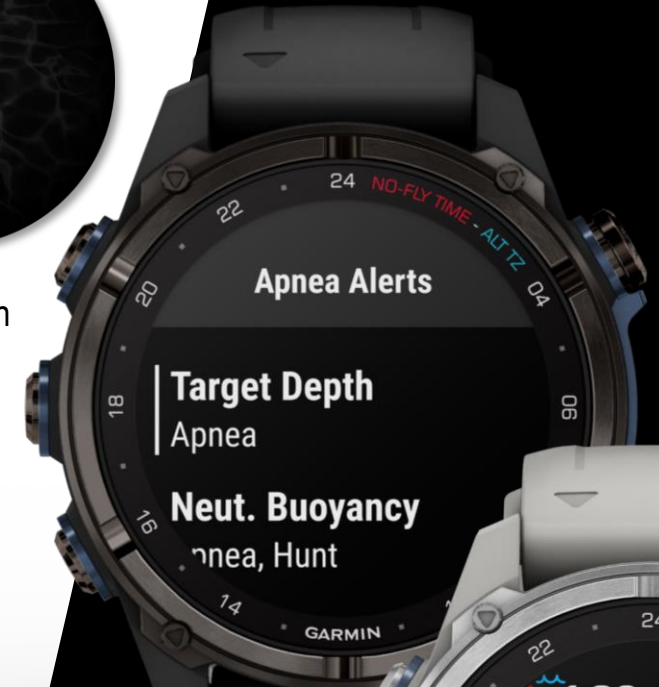 24
NO-FLY TIME - ALT TZ
22
20
04
Apnea Alerts
18
06
Target Depth
Apnea
Neut. Buoyancy
pnea, Hunt
16
14
GARMIN
24
22